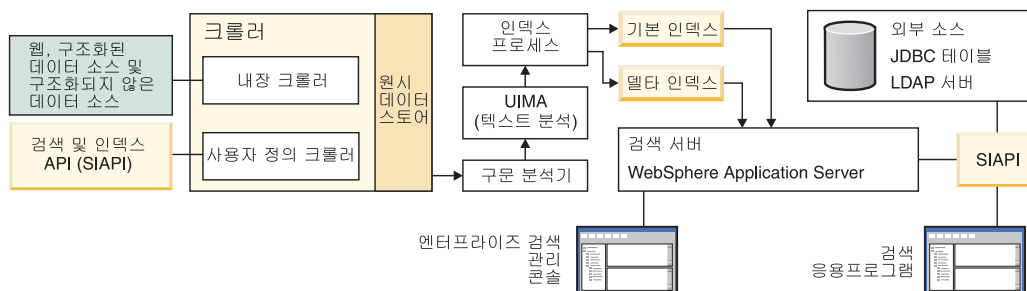 웹, 구조화된
데이터 소스 및
구조화되지 않은
데이터 소스
검색 및 인덱스
API (SIAPI)
크롤러
내장 크롤러
사용자 정의 크롤러
원시
데이터
스토어
인덱스
프로세스
UIMA
(텍스트 분석)
구문 분석기
기본 인덱스
델타 인덱스
검색 서버
WebSphere Application Server
외부 소스
JDBC 테이블
LDAP 서버
SIAPI
엔터프라이즈 검색
관리
콘솔
검색
응용프로그램